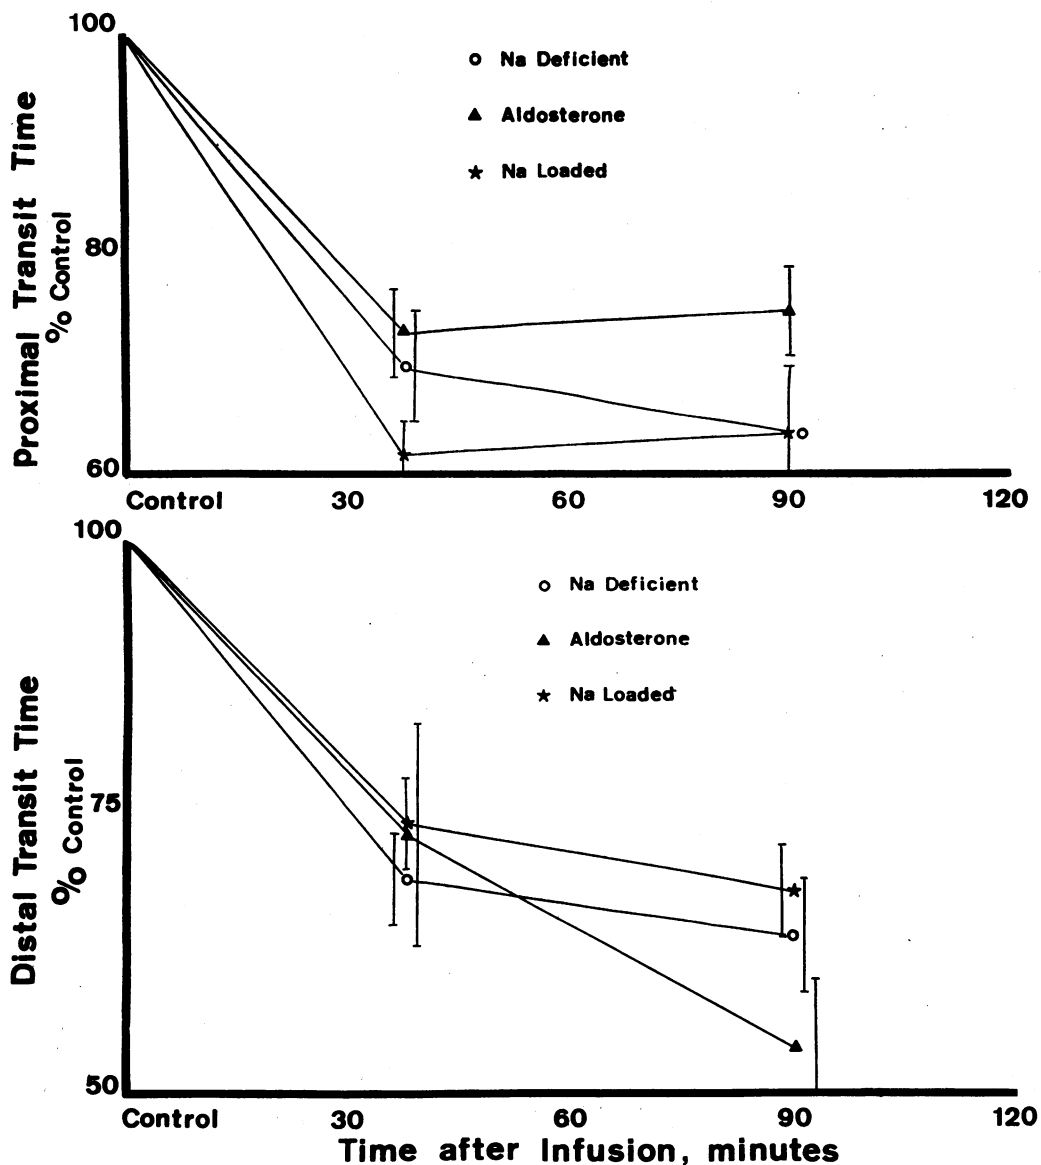 100
Na Deficient
Aldosterone
Na Loaded
Proximal Transit Time
% Control
80
60
Control 30 60 90 120
100
Na Deficient
Aldosterone
Na Loaded
Distal Transit Time
% Control
75
50
Control 30 60 90 120
Time after Infusion, minutes